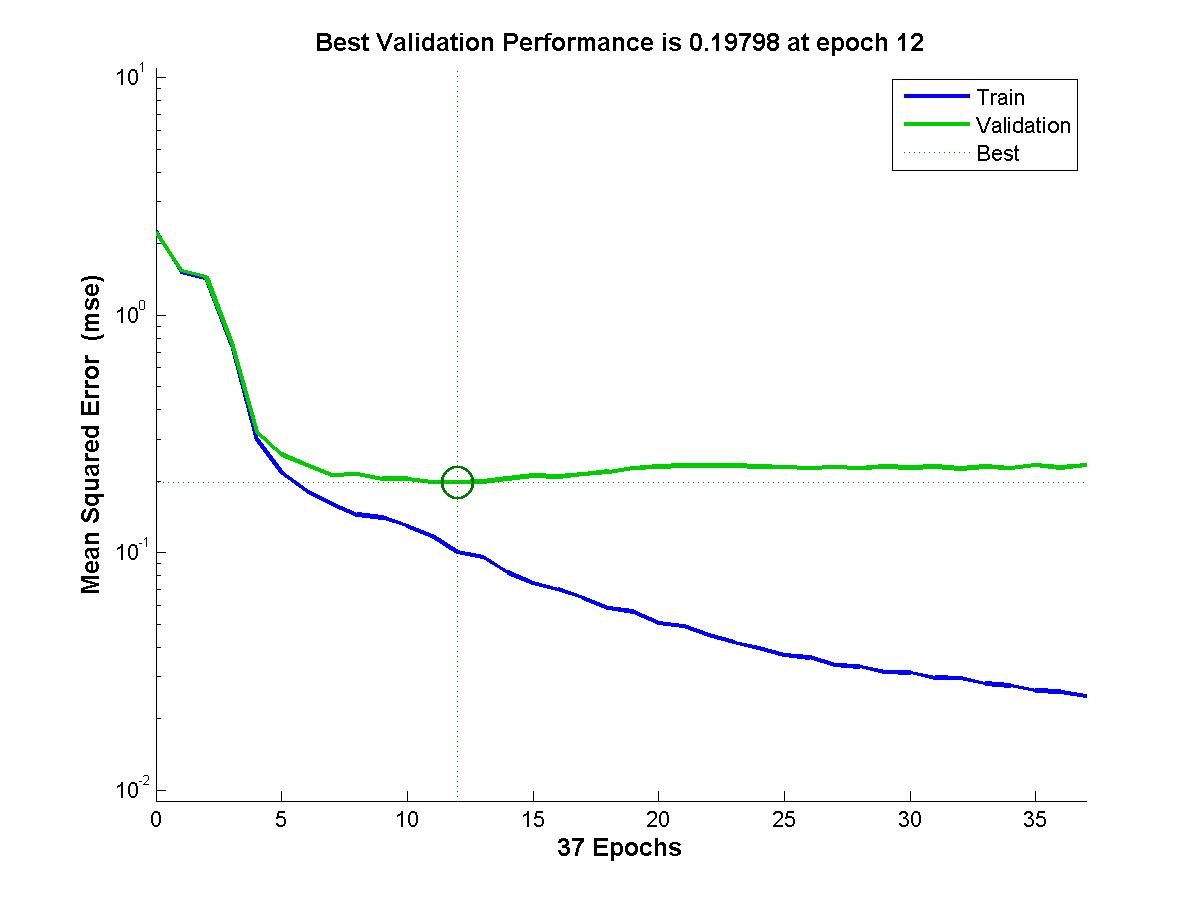 Best Validation Performance is 0.19798 at epoch 12
Train
Validation
Best
Mean Squared Error (mse)
10^1
10^0
10^-1
10^-2
0 5 10 15 20 25 30 35
37 Epochs